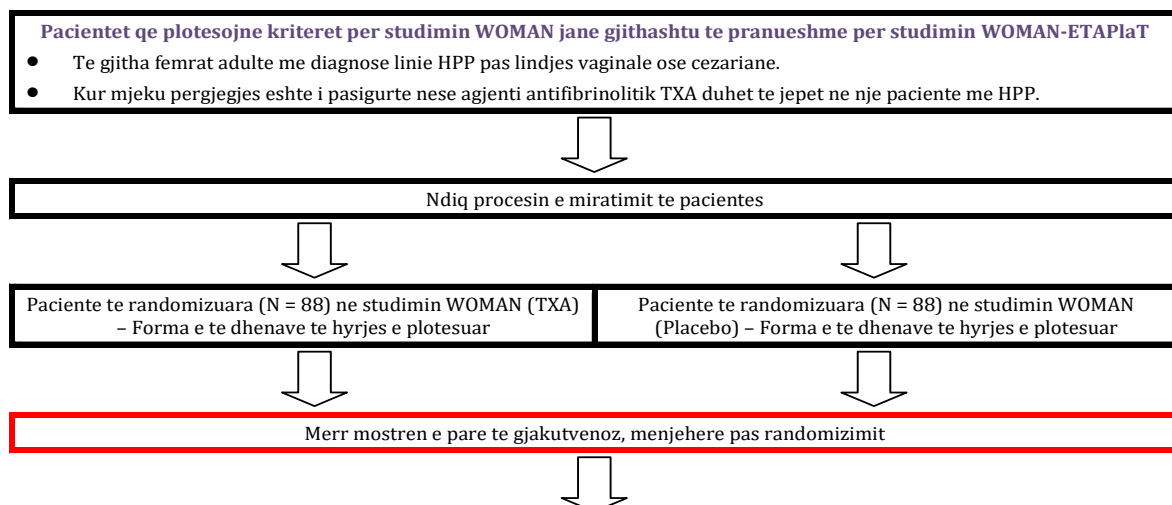 Pacientet qe plotesojne kriteret per studimin WOMAN jane gjithashtu te pranueshme per studimin WOMAN-ETAPlaT
• Te gjitha femrat adulte me diagnose linie HPP pas lindjes vaginale ose cezariane.
• Kur mjeku pergjegjes eshte i pasigurte nese agjenti antifibrinolitik TXA duhet te jepet ne nje paciente me HPP.
Ndiq procesin e miratimit te pacientes
Paciente te randomizuara (N = 88) ne studimin WOMAN (TXA)
– Forma e te dhenave te hyrjes e plotesuar
Paciente te randomizuara (N = 88) ne studimin WOMAN
(Placebo) – Forma e te dhenave te hyrjes e plotesuar
Merr mostren e pare te gjakutvenoz, menjehere pas randomizimit